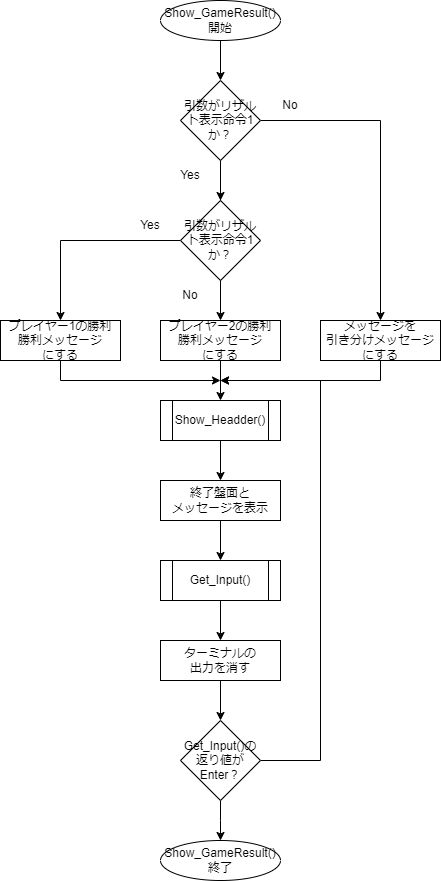 Show_GameResult()
開始
引数がリザル
ト表示命令1
か？
No
Yes
引数がリザル
ト表示命令1
か？
Yes
No
プレイヤー1の勝利
勝利メッセージ
にする
プレイヤー2の勝利
勝利メッセージ
にする
メッセージを
引き分けメッセージ
にする
Show_Headder()
終了盤面と
メッセージを表示
Get_Input()
ターミナルの
出力を消す
Get_Input()の
返り値が
Enter？
Show_GameResult()
終了